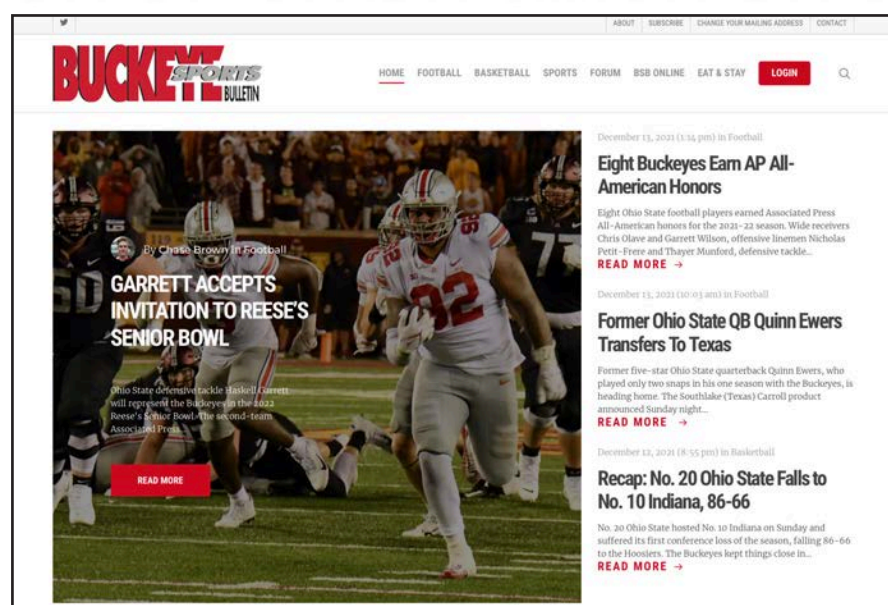 ABOUT SUBSCRIBE CHANGE YOUR MAILING ADDRESS CONTACT
BUCKEYE
SPORTS
BULLETIN
HOME FOOTBALL BASKETBALL SPORTS FORUM BSB ONLINE EAT & STAY LOGIN
By Chase Brown In Football
GARRETT ACCEPTS
INVITATION TO REESE'S
SENIOR BOWL
Ohio State defensive tackle Haskell Garrett
will represent the Buckeyes in the 2022
Reese's Senior Bowl. The second-team
Associated Press...
READ MORE
92
92
77
60
December 13, 2021 (1:14 pm) in Football
Eight Buckeyes Earn AP All-
American Honors
Eight Ohio State football players earned Associated Press
All-American honors for the 2021-22 season. Wide receivers
Chris Olave and Garrett Wilson, offensive linemen Nicholas
Petit-Frere and Thayer Munford, defensive tackle...
READ MORE →
December 13, 2021 (10:03 am) in Football
Former Ohio State QB Quinn Ewers
Transfers To Texas
Former five-star Ohio State quarterback Quinn Ewers, who
played only two snaps in his one season with the Buckeyes, is
heading home. The Southlake (Texas) Carroll product
announced Sunday night...
READ MORE →
December 12, 2021 (8:55 pm) in Basketball
Recap: No. 20 Ohio State Falls to
No. 10 Indiana, 86-66
No. 20 Ohio State hosted No. 10 Indiana on Sunday and
suffered its first conference loss of the season, falling 86-66
to the Hoosiers. The Buckeyes kept things close in...
READ MORE →